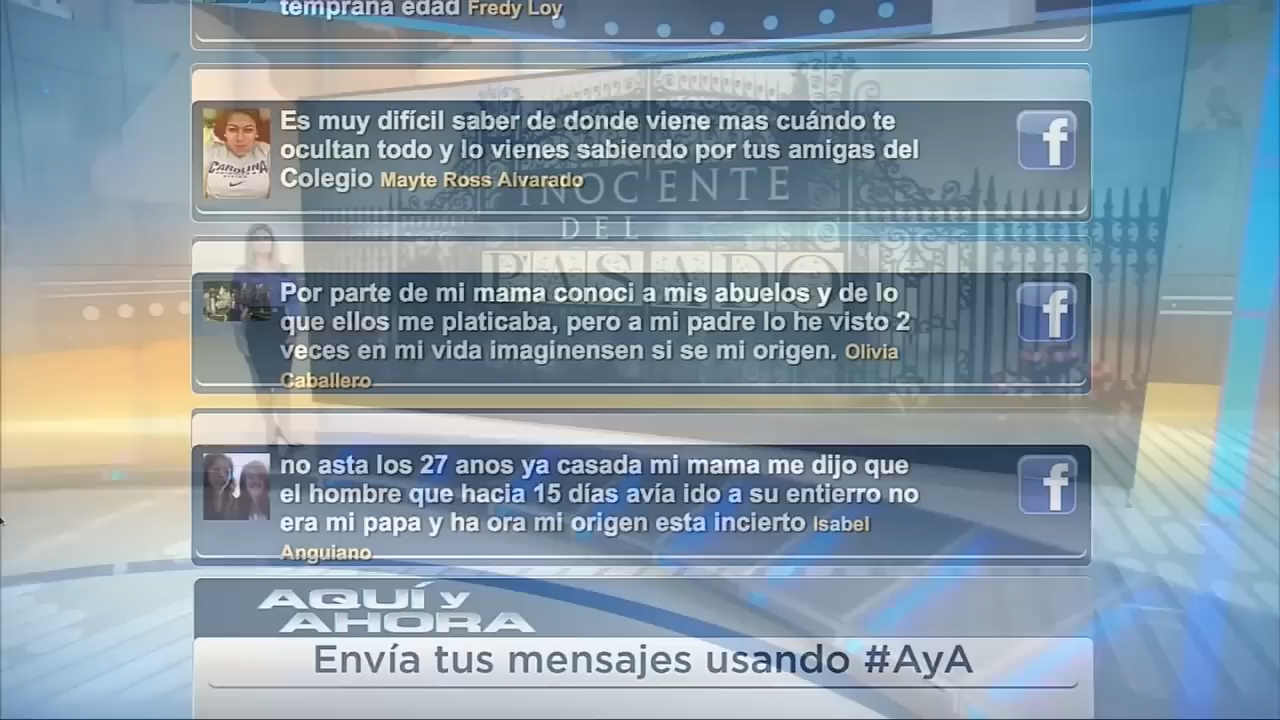 temprana edad Fredy Loy
Es muy difícil saber de donde viene mas cuándo te
ocultan todo y lo vienes sabiendo por tus amigas del
Colegio Mayte Ross Alvarado
CAROLINA
INOCENTE
DEL
PASADO
Por parte de mi mama conoci a mis abuelos y de lo
que ellos me platicaba, pero a mi padre lo he visto 2
veces en mi vida imaginensen si se mi origen. Olivia
Caballero
no asta los 27 anos ya casada mi mama me dijo que
el hombre que hacia 15 días avía ido a su entierro no
era mi papa y ha ora mi origen esta incierto Isabel
Anguiano
f
f
f
AQUÍ y
AHORA
Envía tus mensajes usando #AyA